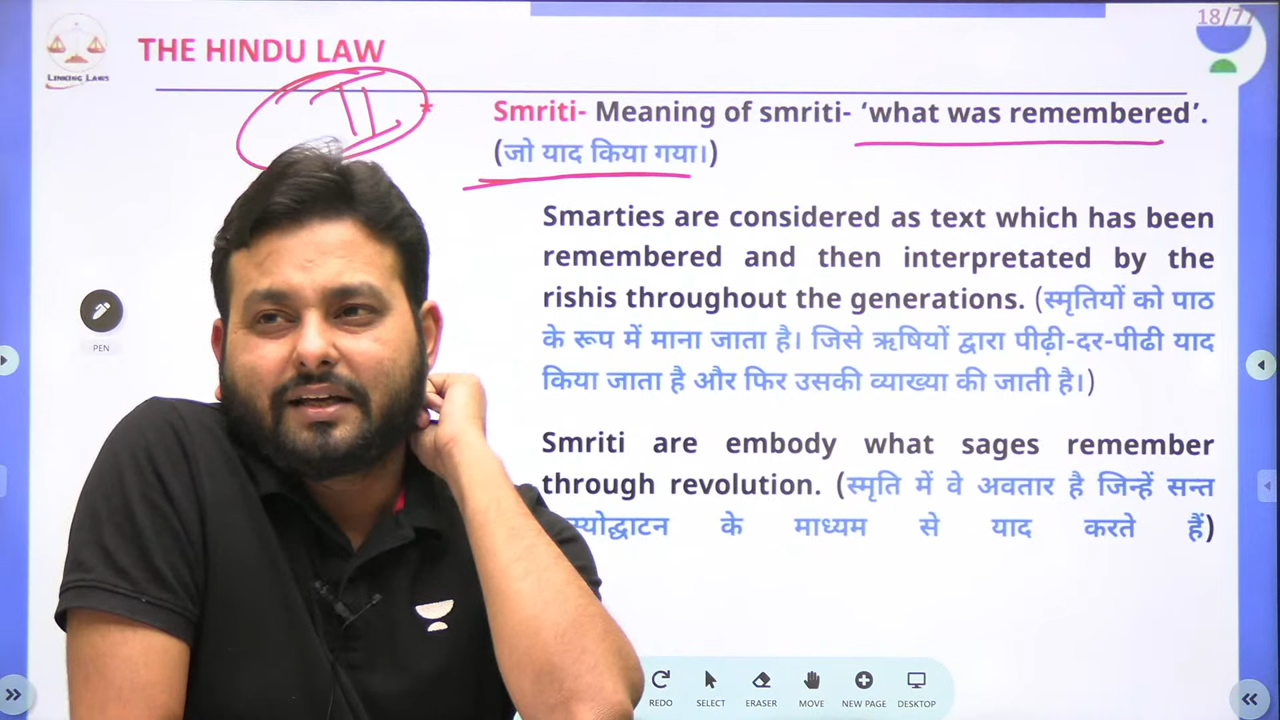 18/77
THE HINDU LAW
LINKING LAWS
II
Smriti- Meaning of smriti- ‘what was remembered’.
(जो याद किया गया।)
Smarties are considered as text which has been
remembered and then interpretated by the
rishis throughout the generations. (स्मृतियों को पाठ
के रूप में माना जाता है। जिसे ऋषियों द्वारा पीढ़ी-दर-पीढी याद
किया जाता है और फिर उसकी व्याख्या की जाती है।)
PEN
Smriti are embody what sages remember
through revolution. (स्मृति में वे अवतार है जिन्हें सन्त
के माध्यम से याद करते हैं)
REDO SELECT ERASER MOVE NEW PAGE DESKTOP